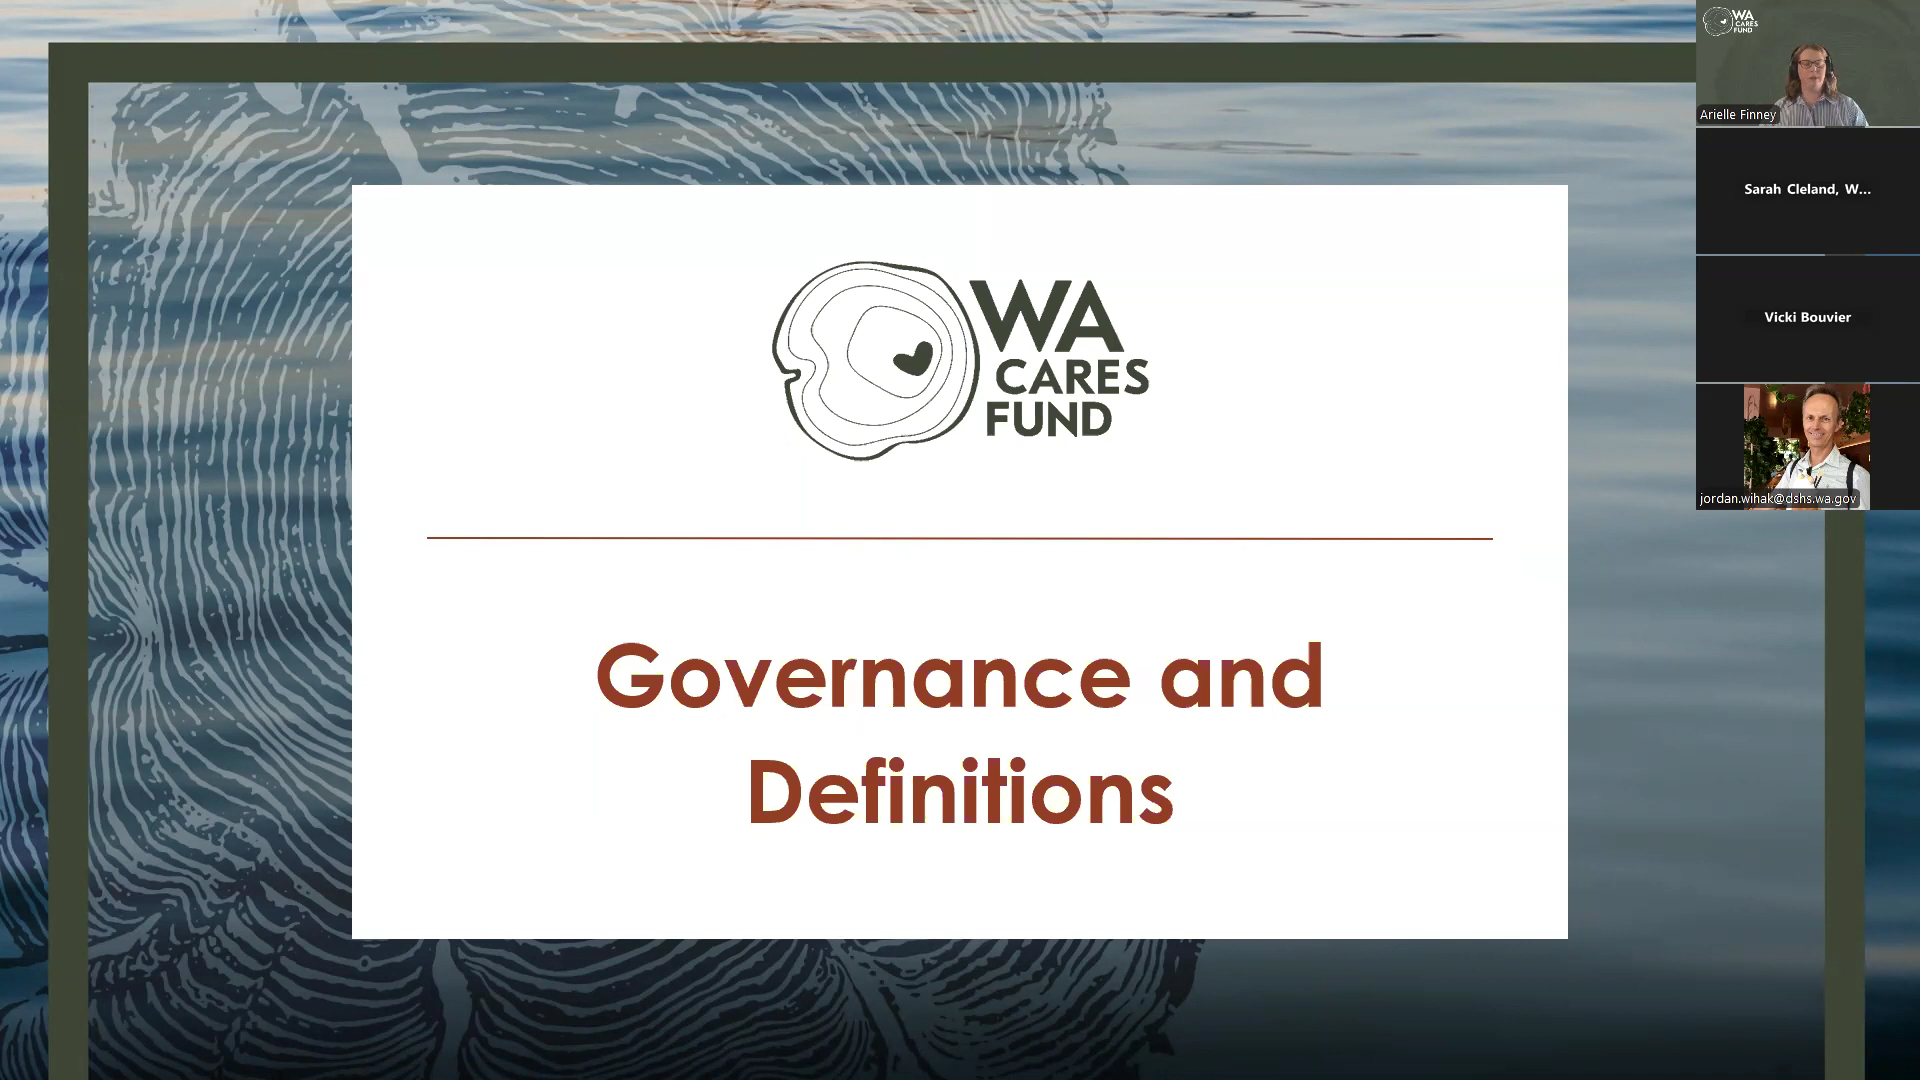 WA
CARES
FUND
Governance and
Definitions
WA
CARES
FUND
Arielle Finney
Sarah Cleland, W...
Vicki Bouvier
jordan.wihak@dshs.wa.gov